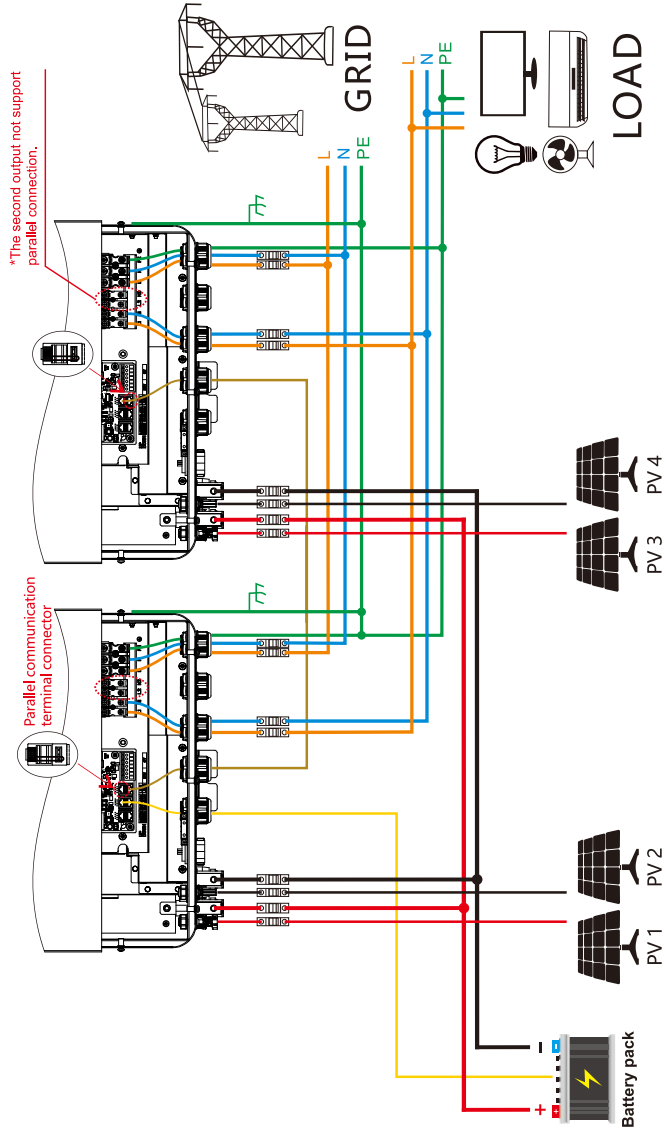 *The second output not support
parallel connection.
Parallel communication
terminal connector
GRID
LOAD
L
N
PE
L
N
PE
PV 1
PV 2
PV 3
PV 4
+
-
Battery pack